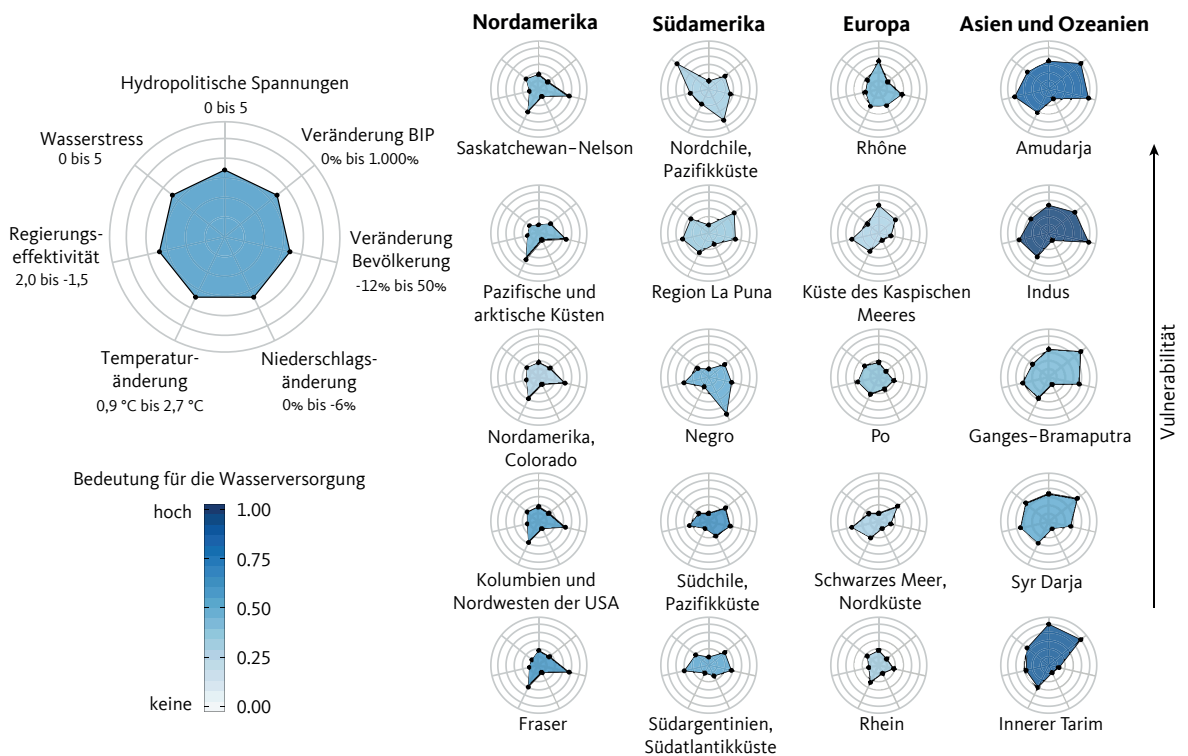 Nordamerika
Südamerika
Europa
Asien und Ozeanien
Hydropolitische Spannungen
0 bis 5
Wasserstress
0 bis 5
Veränderung BIP
0% bis 1.000%
Regierungs-
effektivität
2,0 bis -1,5
Veränderung
Bevölkerung
-12% bis 50%
Temperatur-
änderung
0,9 °C bis 2,7 °C
Niederschlags-
änderung
0% bis -6%
Bedeutung für die Wasserversorgung
hoch
keine
1.00
0.75
0.50
0.25
0.00
Saskatchewan–Nelson
Nordchile,
Pazifikküste
Rhône
Amudarja
Pazifische und
arktische Küsten
Region La Puna
Küste des Kaspischen
Meeres
Indus
Nordamerika,
Colorado
Negro
Po
Ganges–Bramaputra
Kolumbien und
Nordwesten der USA
Südchile,
Pazifikküste
Schwarzes Meer,
Nordküste
Syr Darja
Fraser
Südargentinien,
Südatlantikküste
Rhein
Innerer Tarim
Vulnerabilität